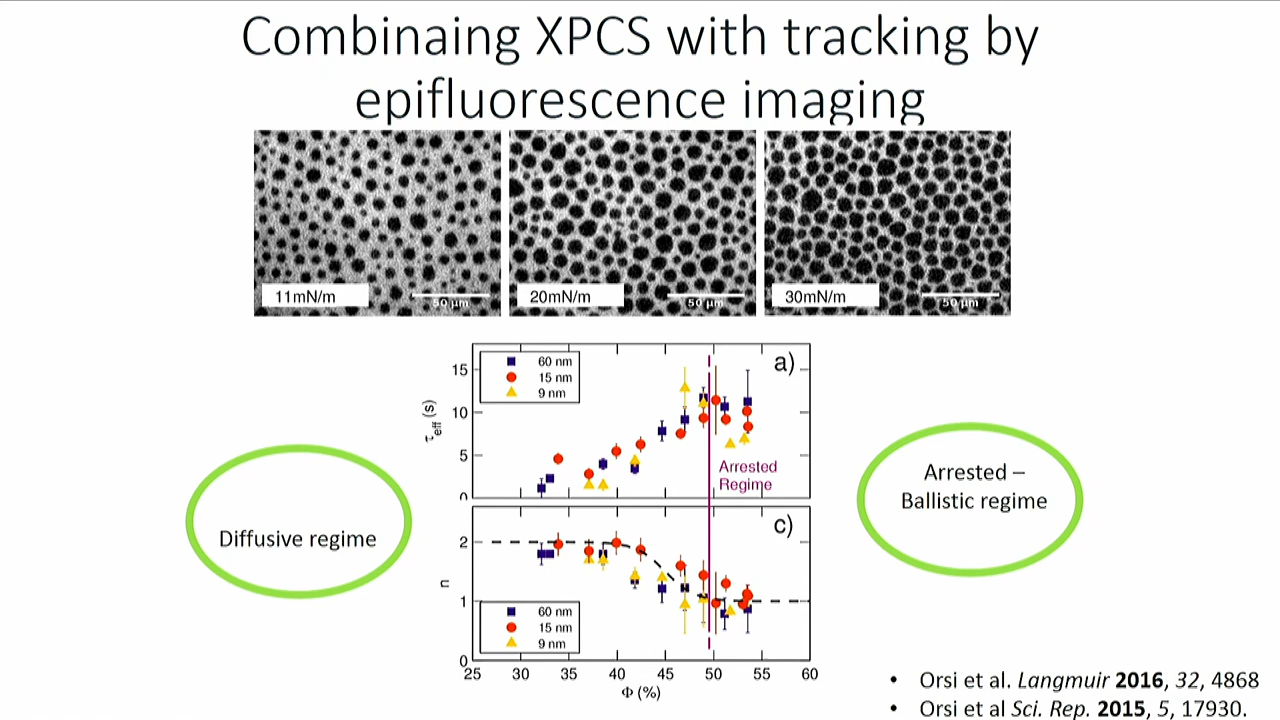 Combinaing XPCS with tracking by
epifluorescence imaging
11mN/m
50 µm
20mN/m
50 µm
30mN/m
50 µm
a)
60 nm
15 nm
9 nm
15
10
5
0
τeff (s)
Arrested
Regime
Diffusive regime
Arrested –
Ballistic regime
c)
2
1
0
n
60 nm
15 nm
9 nm
25 30 35 40 45 50 55 60
Φ (%)
• Orsi et al. Langmuir 2016, 32, 4868
• Orsi et al Sci. Rep. 2015, 5, 17930.